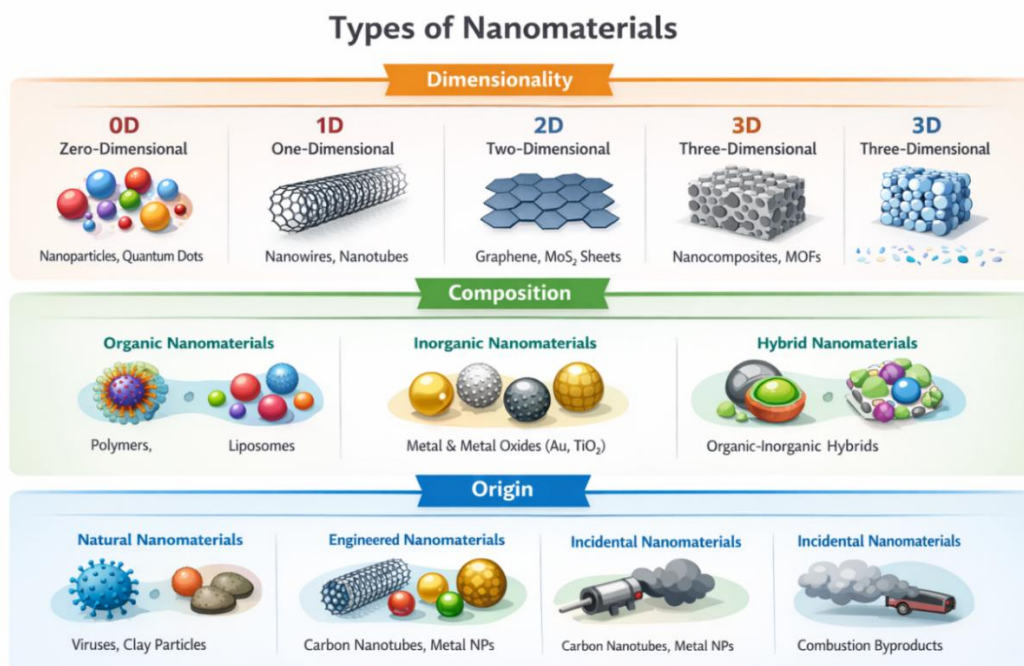 Types of Nanomaterials
Dimensionality
0D
Zero-Dimensional
Nanoparticles, Quantum Dots
1D
One-Dimensional
Nanowires, Nanotubes
2D
Two-Dimensional
Graphene, MoS₂ Sheets
3D
Three-Dimensional
Nanocomposites, MOFs
3D
Three-Dimensional
Composition
Organic Nanomaterials
Polymers,
Liposomes
Inorganic Nanomaterials
Metal & Metal Oxides (Au, TiO₂)
Hybrid Nanomaterials
Organic-Inorganic Hybrids
Origin
Natural Nanomaterials
Viruses, Clay Particles
Engineered Nanomaterials
Carbon Nanotubes, Metal NPs
Incidental Nanomaterials
Carbon Nanotubes, Metal NPs
Incidental Nanomaterials
Combustion Byproducts